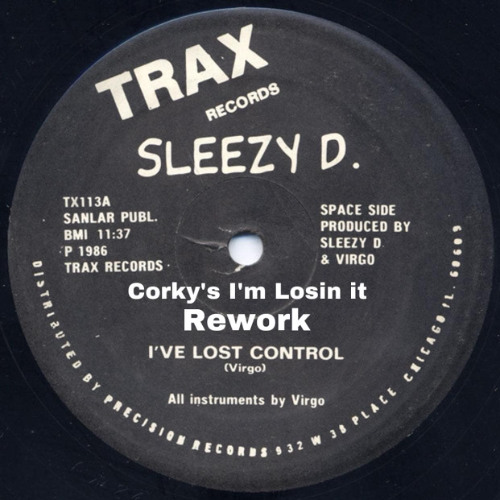 TRAX
RECORDS
SLEEZY D.
TX113A
SANLAR PUBL.
BMI 11:37
P 1986
TRAX RECORDS
SPACE SIDE
PRODUCED BY
SLEEZY D
& VIRGO
Corky's I'm Losin it
Rework
I'VE LOST CONTROL
(Virgo)
All instruments by Virgo
DISTRIBUTED BY PRECISION RECORDS 932 W 38 PLACE CHICAGO IL. 60609